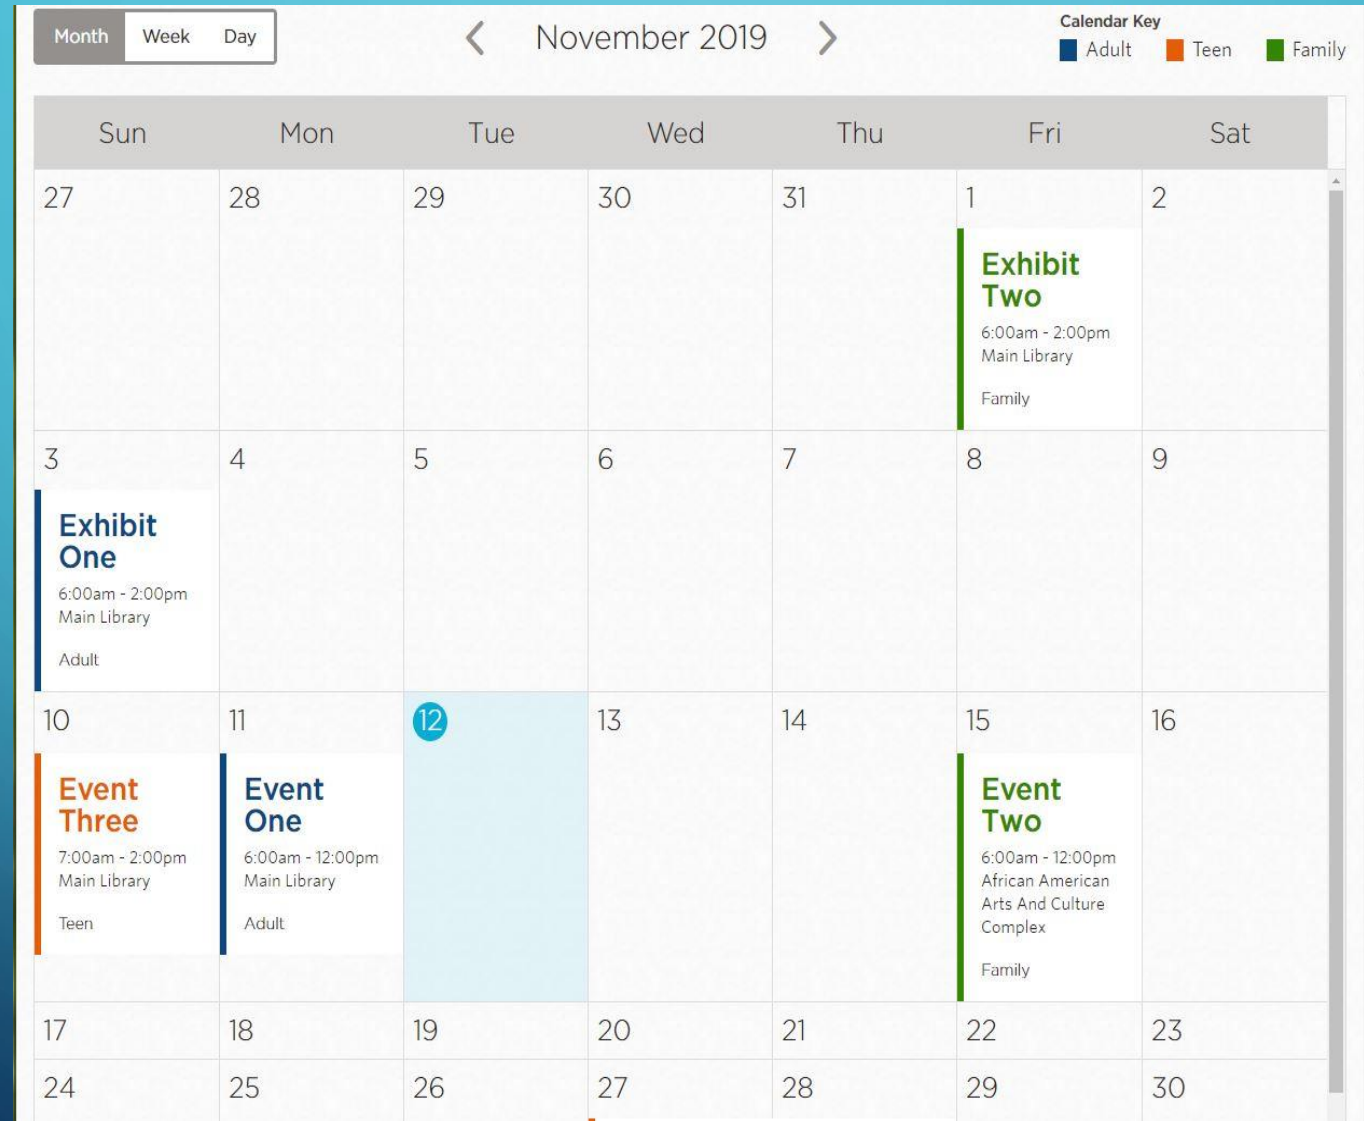 Month Week Day
November 2019
Calendar Key
Adult Teen Family
Sun Mon Tue Wed Thu Fri Sat
27 28 29 30 31 1 2
Exhibit
Two
6:00am - 2:00pm
Main Library
Family
3 4 5 6 7 8 9
Exhibit
One
6:00am - 2:00pm
Main Library
Adult
10 11 12 13 14 15 16
Event
Three
7:00am - 2:00pm
Main Library
Teen
Event
One
6:00am - 12:00pm
Main Library
Adult
Event
Two
6:00am - 12:00pm
African American
Arts And Culture
Complex
Family
17 18 19 20 21 22 23
24 25 26 27 28 29 30